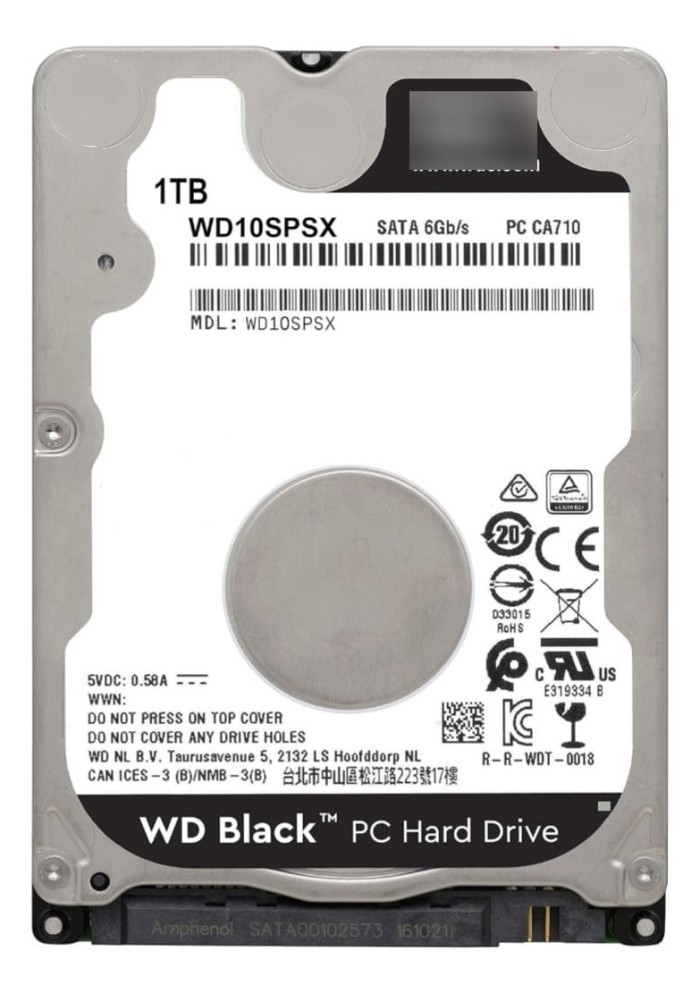 1TB
WD10SPSX SATA 6Gb/s PC CA710
MDL: WD10SPSX
20
CE
D33015
RoHS
C US
E319334 B
5VDC: 0.58A
WWN:
DO NOT PRESS ON TOP COVER
DO NOT COVER ANY DRIVE HOLES
WD NL B.V. Taurusavenue 5, 2132 LS Hoofddorp NL
R-R-WDT-0018
CAN ICES-3 (B)/NMB-3(B) 台北市中山區松江路223號17樓
WD Black™ PC Hard Drive
Amphenol SATA00102573 161021